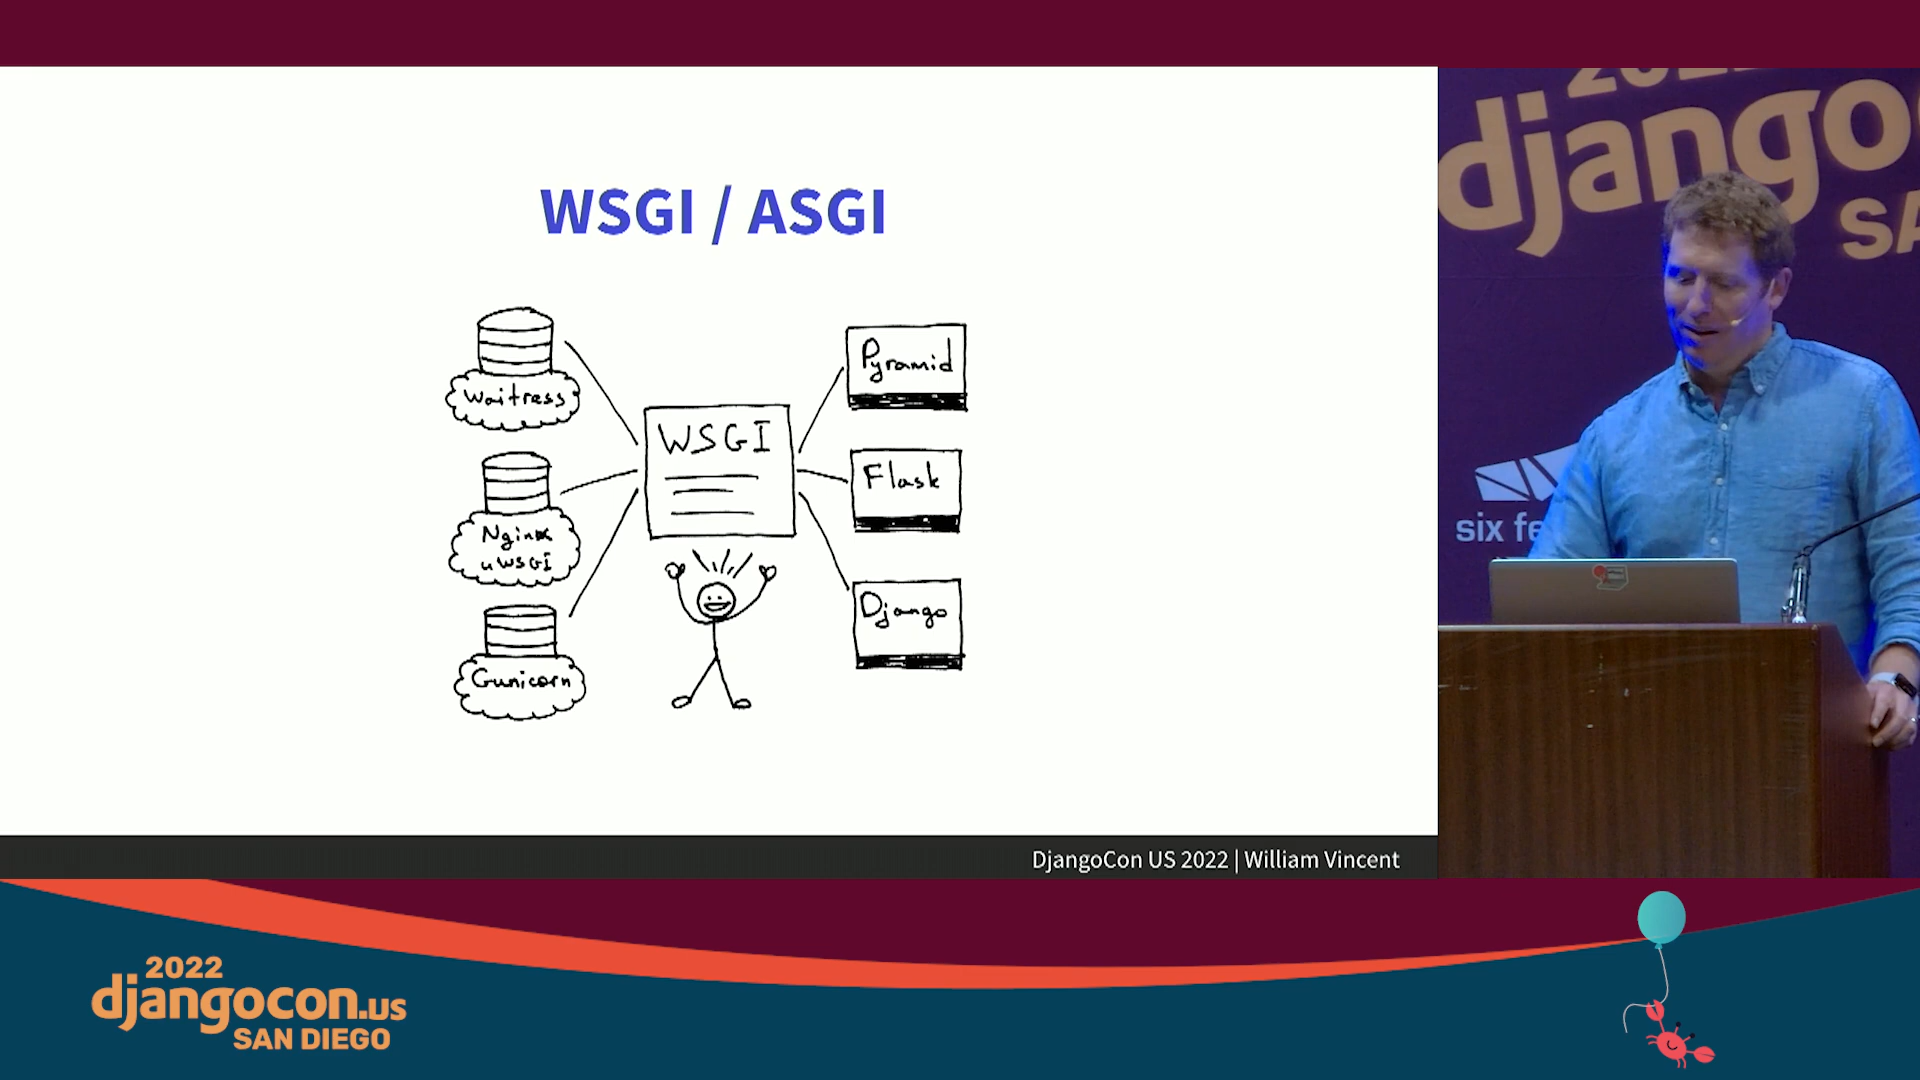 WSGI / ASGI
Waitress
Nginx
uWSGI
Gunicorn
WSGI
Pyramid
Flask
Django
DjangoCon US 2022 | William Vincent
django
SA
six fe
2022
djangocon.us
SAN DIEGO